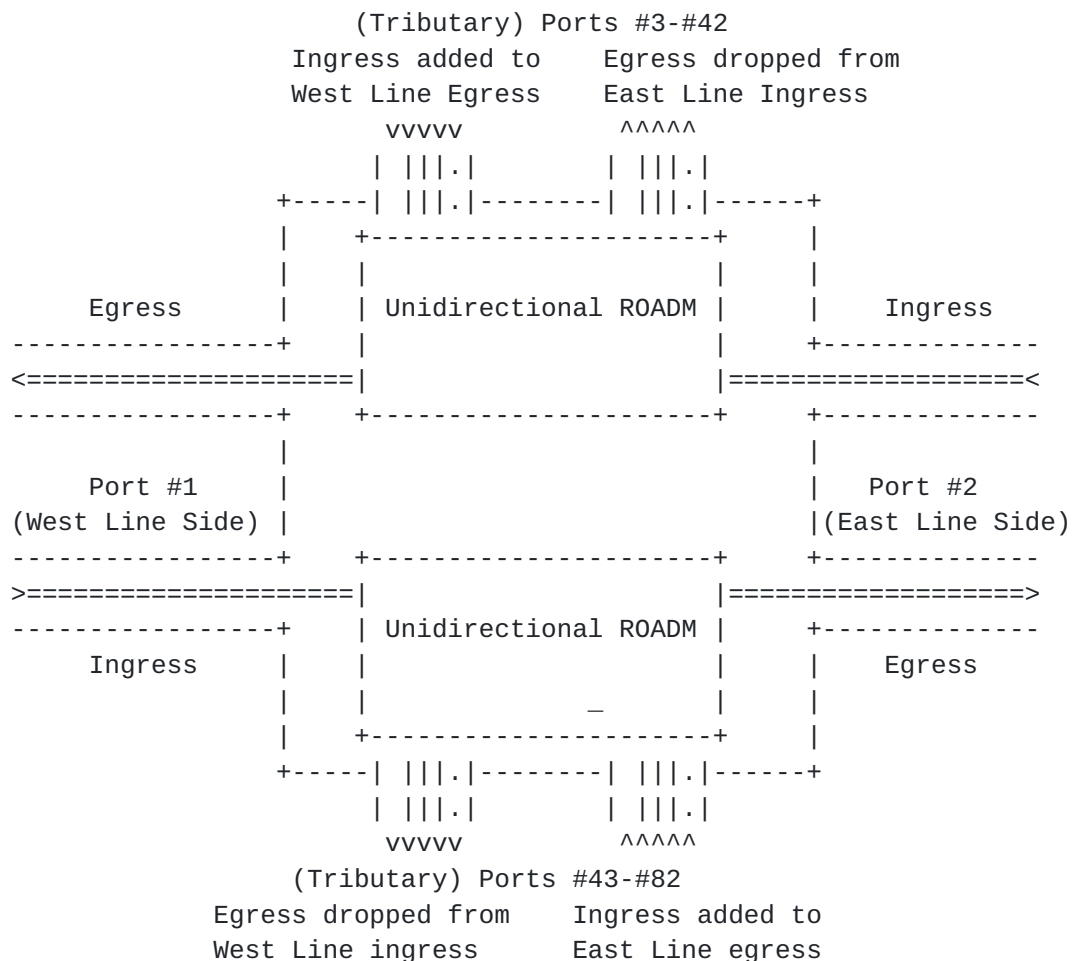 (Tributary) Ports #3-#42
Ingress added to     Egress dropped from
West Line Egress     East Line Ingress
vvvvv          ^^^^^
| |||.|        | |||.|
+-----| |||.|--------| |||.|------+
|    +----------------------+     |
|    |                      |     |
Egress      |    | Unidirectional ROADM |     |    Ingress
-----------------+    |                      |     +--------------
<=====================|                      |===================<
-----------------+    +----------------------+     +--------------
|                                  |
Port #1     |                                  |   Port #2
(West Line Side) |                                  |(East Line Side)
-----------------+    +----------------------+     +--------------
>=====================|                      |===================>
-----------------+    | Unidirectional ROADM |     +--------------
Ingress     |    |                      |     |    Egress
|    |              _       |     |
|    +----------------------+     |
+-----| |||.|--------| |||.|------+
| |||.|        | |||.|
vvvvv          ^^^^^
(Tributary) Ports #43-#82
Egress dropped from    Ingress added to
West Line ingress      East Line egress